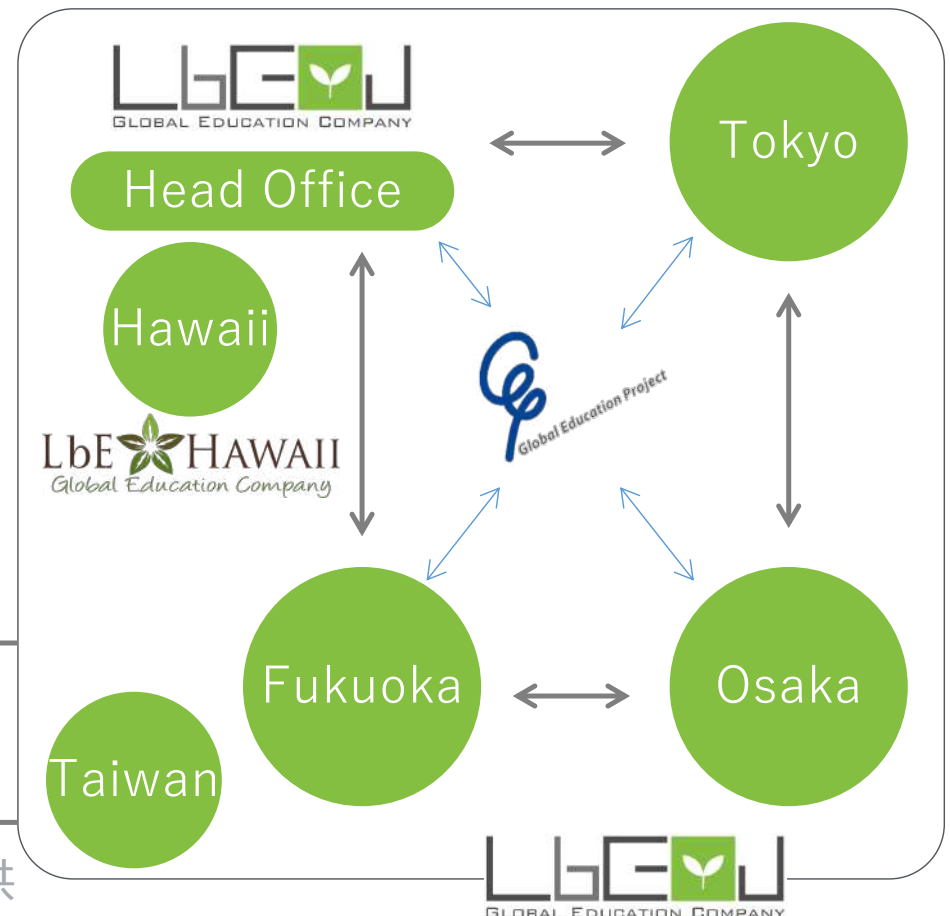 LbE J
GLOBAL EDUCATION COMPANY
Head Office
Tokyo
Hawaii
LbE HAWAII
Global Education Company
Global Education Project
Fukuoka
Osaka
Taiwan
供
LbE J
GLOBAL EDUCATION COMPANY